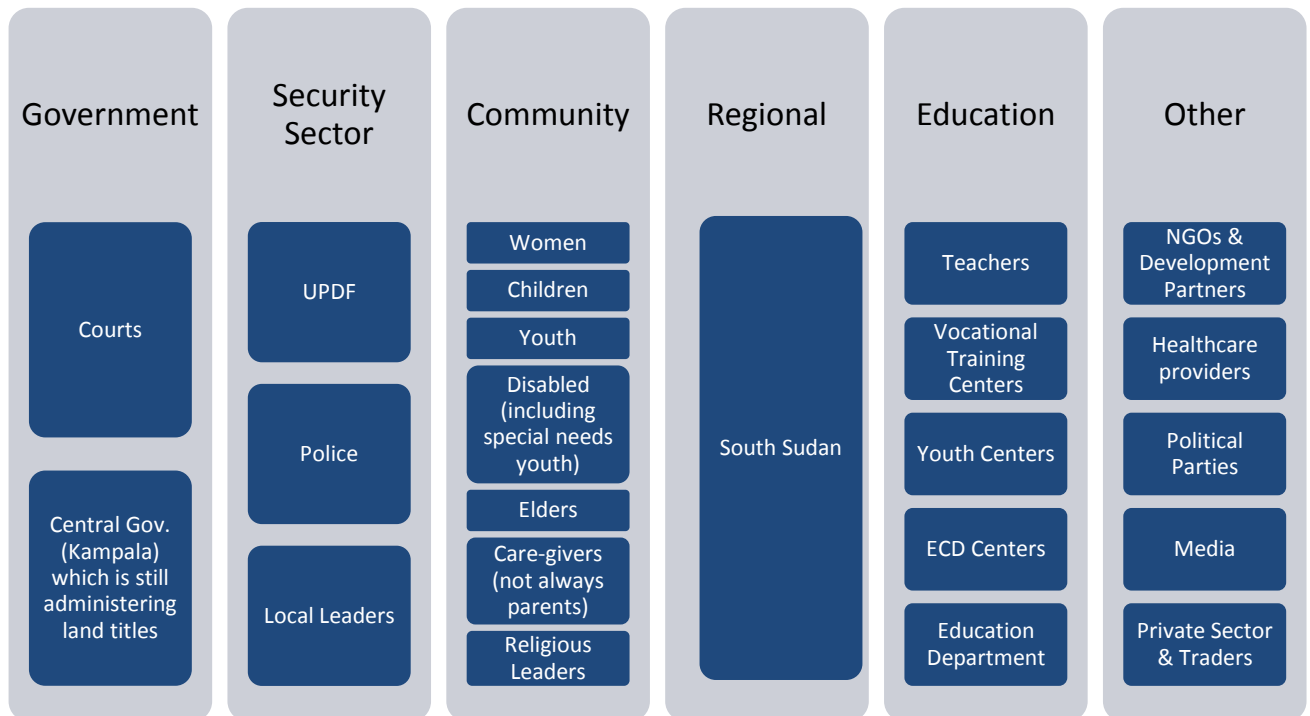 Government
Courts
Central Gov.
(Kampala)
which is still
administering
land titles
Security
Sector
UPDF
Police
Local Leaders
Community
Women
Children
Youth
Disabled
(including
special needs
youth)
Elders
Care-givers
(not always
parents)
Religious
Leaders
Regional
South Sudan
Education
Teachers
Vocational
Training
Centers
Youth Centers
ECD Centers
Education
Department
Other
NGOs &
Development
Partners
Healthcare
providers
Political
Parties
Media
Private Sector
& Traders